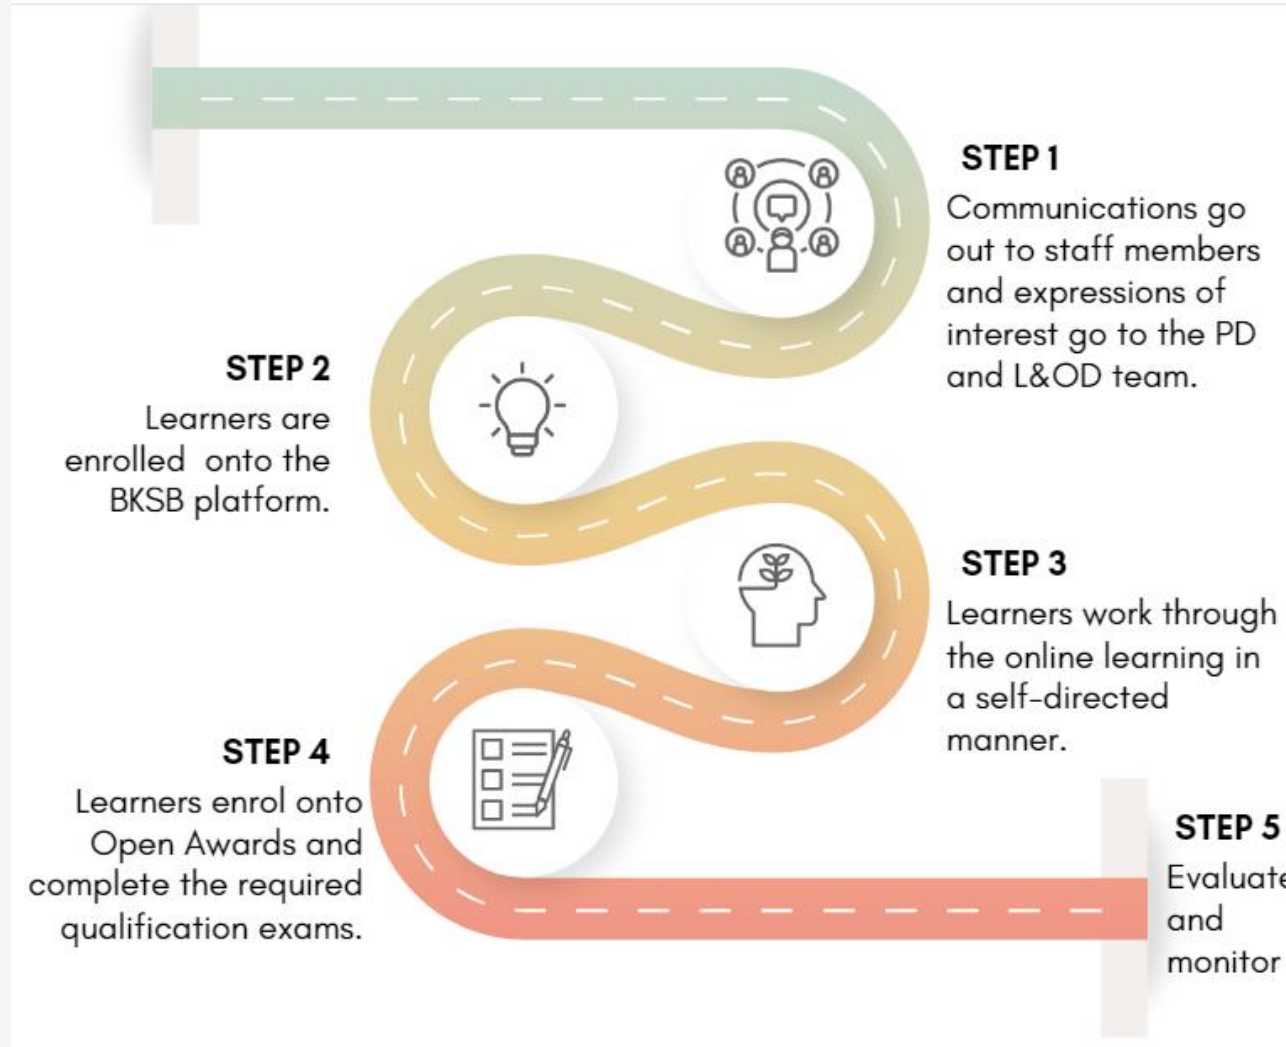 STEP 1
Communications go
out to staff members
and expressions of
interest go to the PD
and L&OD team.
STEP 2
Learners are
enrolled onto the
BKSB platform.
STEP 3
Learners work through
the online learning in
a self-directed
manner.
STEP 4
Learners enrol onto
Open Awards and
complete the required
qualification exams.
STEP 5
Evaluate
and
monitor